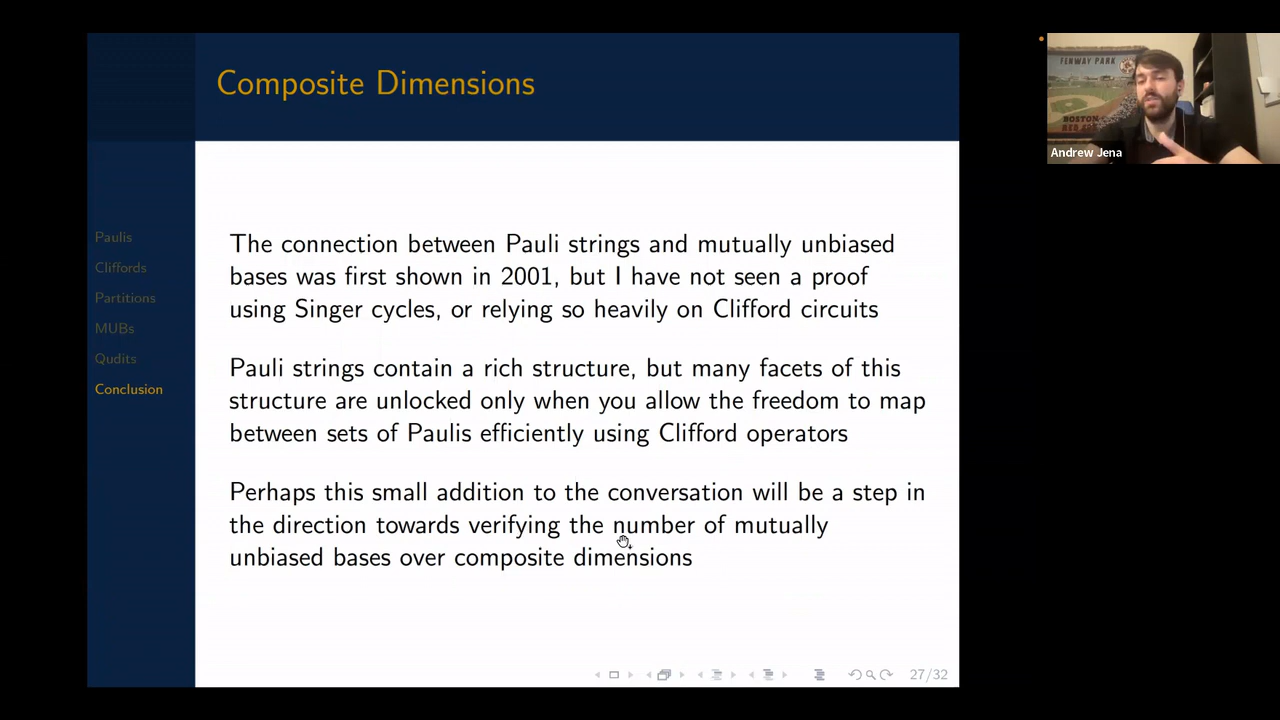 Composite Dimensions
Paulis
Cliffords
Partitions
MUBs
Qudits
Conclusion
The connection between Pauli strings and mutually unbiased
bases was first shown in 2001, but I have not seen a proof
using Singer cycles, or relying so heavily on Clifford circuits
Pauli strings contain a rich structure, but many facets of this
structure are unlocked only when you allow the freedom to map
between sets of Paulis efficiently using Clifford operators
Perhaps this small addition to the conversation will be a step in
the direction towards verifying the number of mutually
unbiased bases over composite dimensions
27/32
FENWAY PARK
BOSTON
RED SOX
Andrew Jena